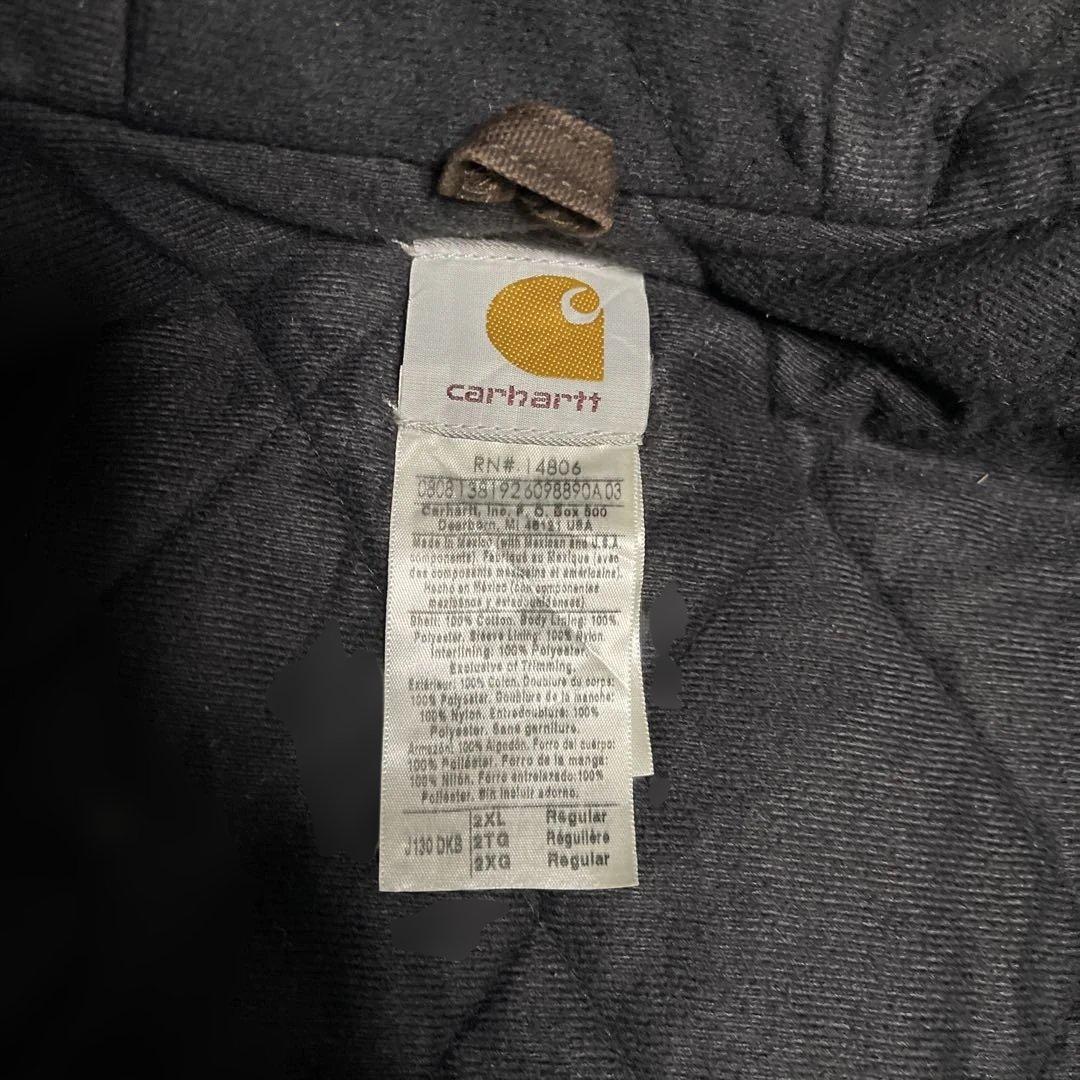 carhartt
RN#. 14806
080813819260988890A 03
Carhartt, Inc. P. O. Box 600
Dearborn, MI 48121 USA
Made in Mexico (with Mexican and U.S.A.
components). Fabriqué au Mexique (avec
des composants mexicains et américains).
Hecho en México (con componentes
mexicanos y estadounidenses)
Shell: 100% Cotton. Body Lining: 100%
Polyester. Sleeve Lining: 100% Nylon.
Interlining: 100% Polyester.
Exclusive of Trimming.
Extérieur: 100% Coton. Doublure du corps:
100% Polyester. Doublure de la manche:
100% Nylon. Entredoublure: 100%
Polyester. Sans garniture.
Armazón: 100% Algodón. Forro del cuerpo:
100% Poliéster. Forro de la manga:
100% Nilón. Forro entrelazado: 100%
Poliéster. Sin incluir adorno.
J130 DKB
2XL Regular
2TG Régulière
2XG Regular